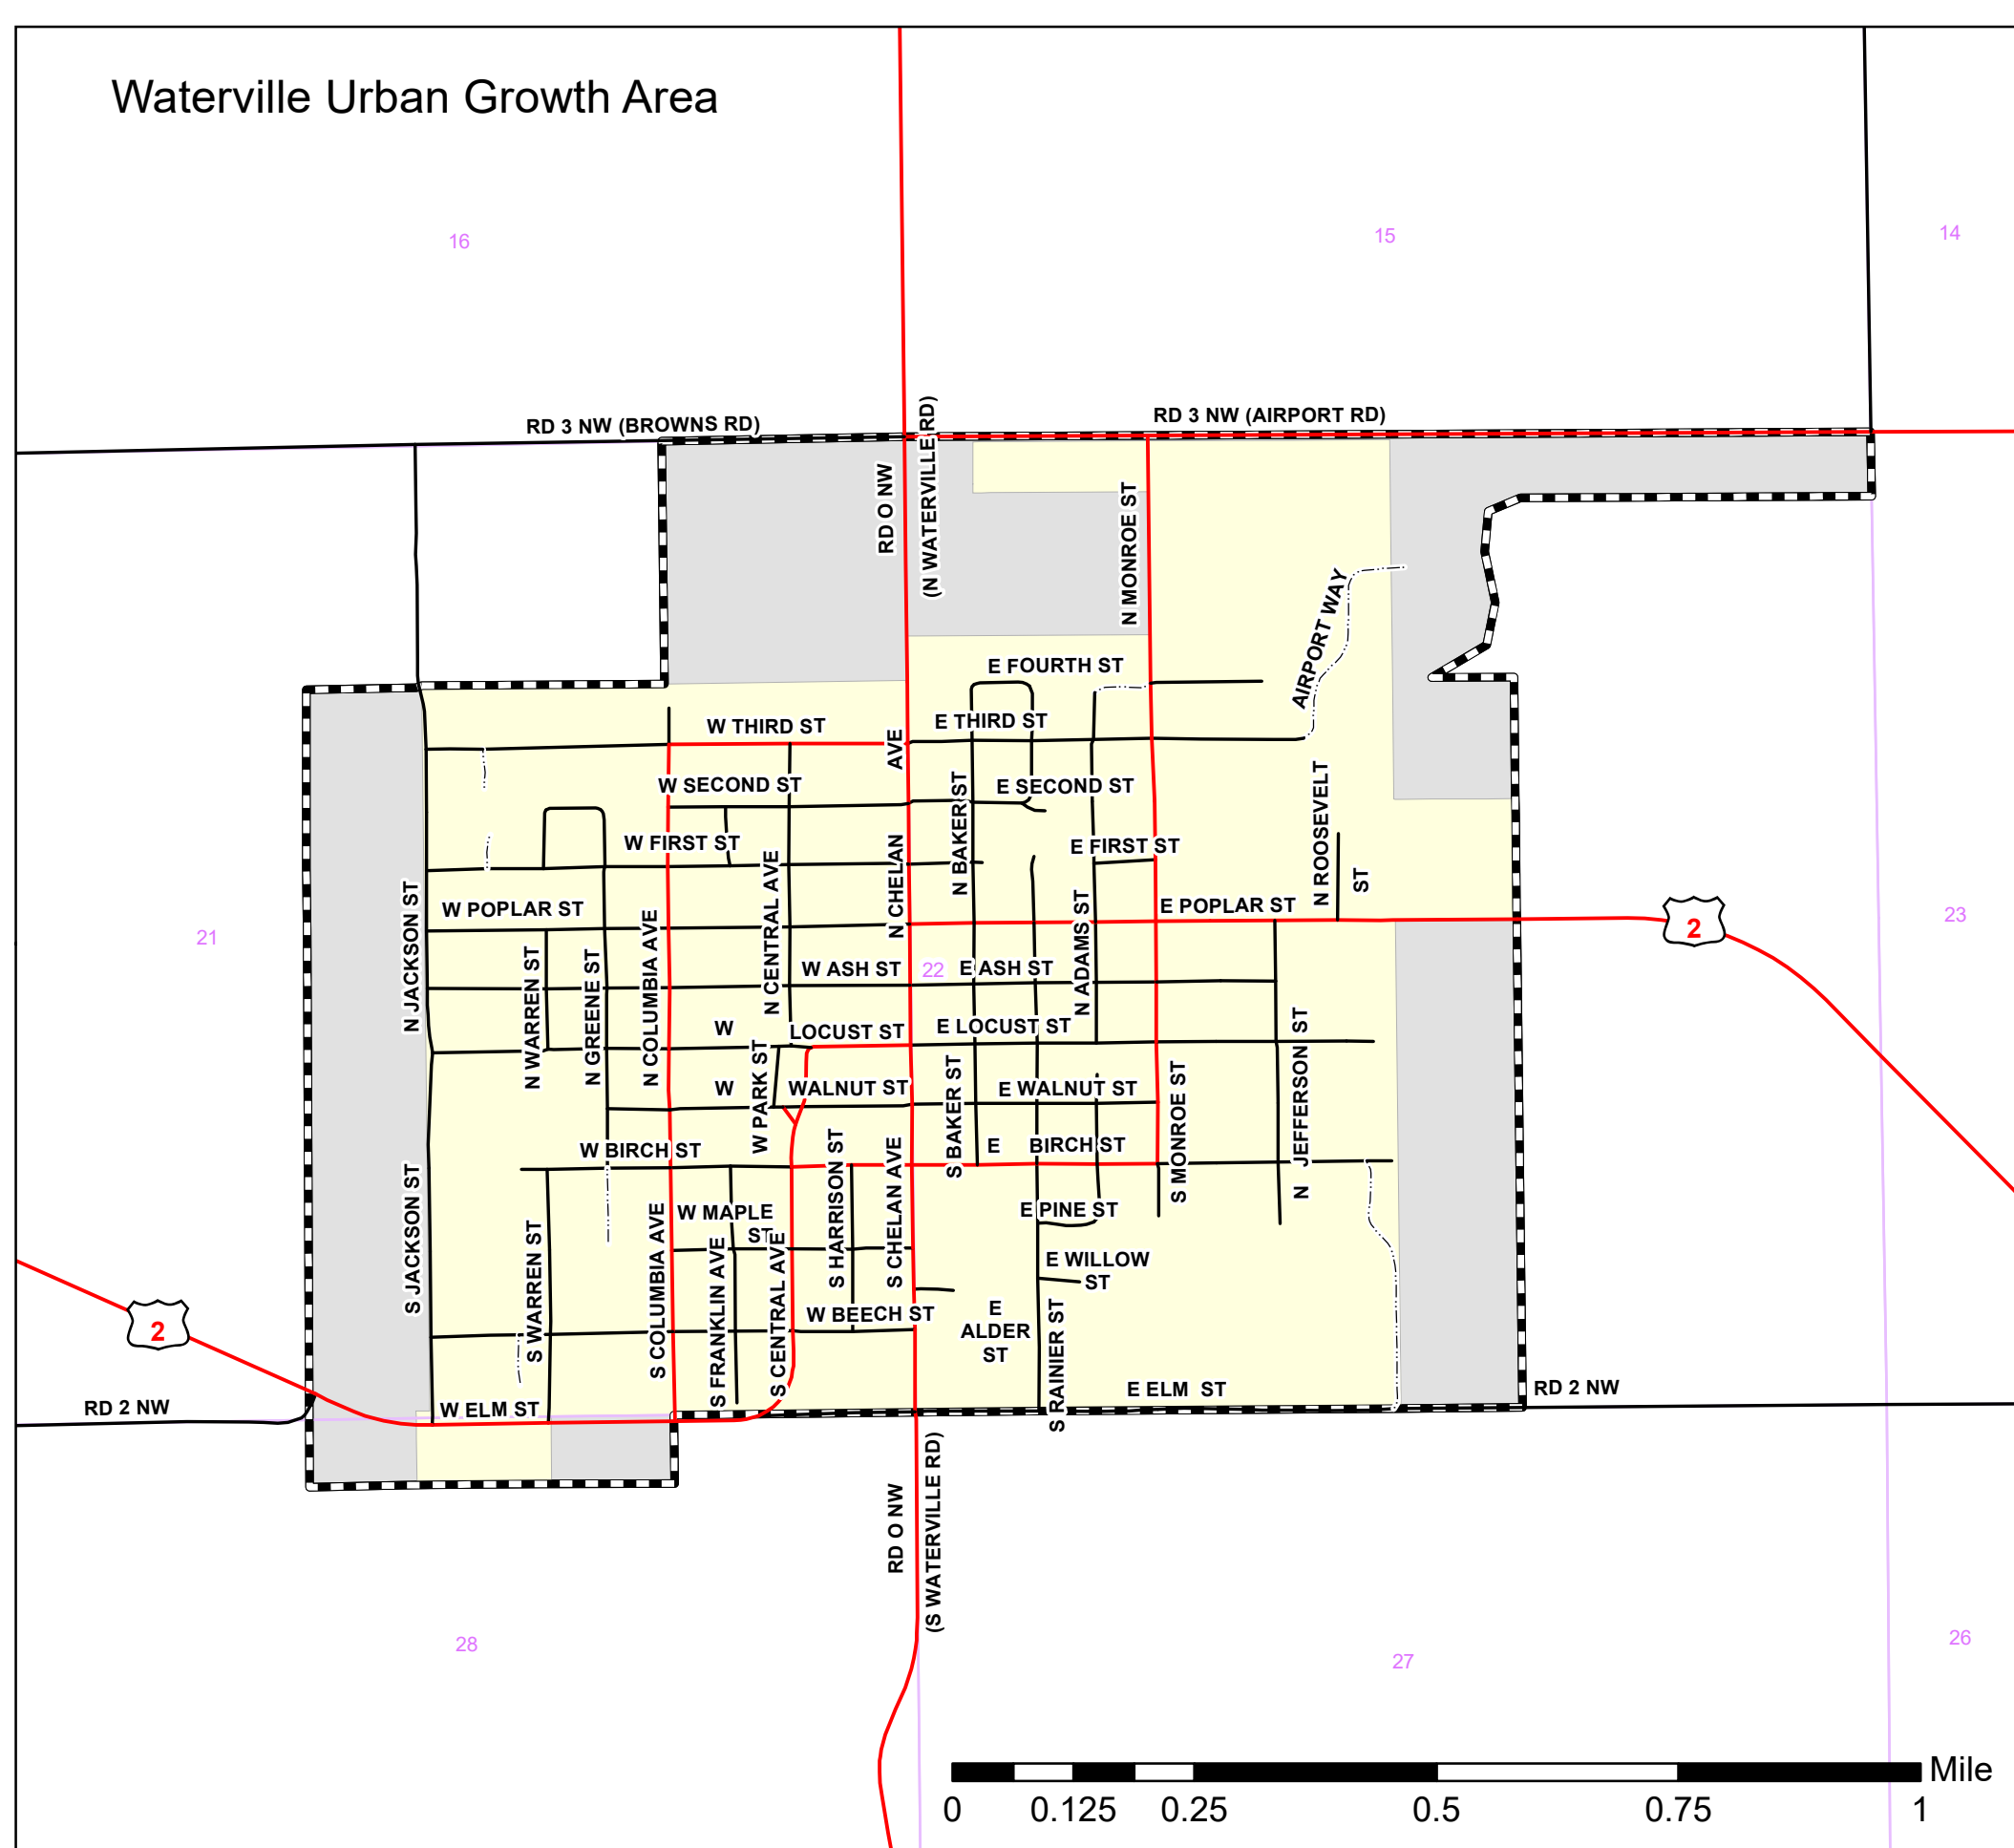 Waterville Urban Growth Area
16
15
14
RD 3 NW (BROWNS RD)
RD 3 NW (AIRPORT RD)
RD O NW
(N WATERVILLE RD)
N MONROE ST
AIRPORT WAY
E FOURTH ST
W THIRD ST
E THIRD ST
N CHELAN AVE
W SECOND ST
E SECOND ST
N BAKER ST
N ROOSEVELT
ST
W FIRST ST
E FIRST ST
N CENTRAL AVE
N JACKSON ST
W POPLAR ST
E POPLAR ST
N ADAMS ST
2
23
21
N COLUMBIA AVE
N WARREN ST
N GREENE ST
W ASH ST
22
E ASH ST
W LOCUST ST
E LOCUST ST
N JEFFERSON ST
W PARK ST
S BAKER ST
S MONROE ST
W WALNUT ST
E WALNUT ST
W BIRCH ST
E BIRCH ST
S HARRISON ST
S CHELAN AVE
S JACKSON ST
W MAPLE
ST
E PINE ST
S WARREN ST
S COLUMBIA AVE
S FRANKLIN AVE
S CENTRAL AVE
E WILLOW
ST
W BEECH ST
E
ALDER
ST
S RAINIER ST
2
RD 2 NW
W ELM ST
E ELM ST
RD 2 NW
RD O NW
(S WATERVILLE RD)
28
27
26
Mile
0 0.125 0.25 0.5 0.75 1